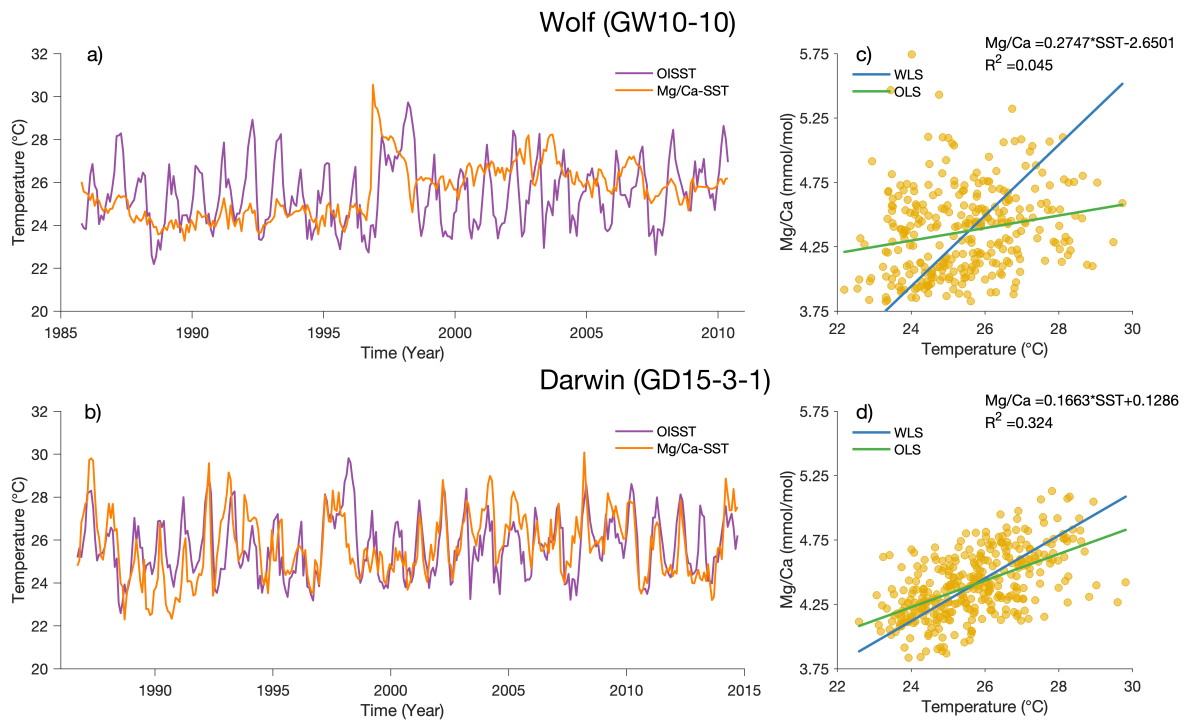 Wolf (GW10-10)
a)
OISST
Mg/Ca-SST
32
30
28
26
24
22
20
Temperature (°C)
1985
1990
1995
2000
2005
2010
Time (Year)
c)
Mg/Ca =0.2747*SST-2.6501
R² =0.045
WLS
OLS
5.75
5.25
4.75
4.25
3.75
Mg/Ca (mmol/mol)
22
24
26
28
30
Temperature (°C)
Darwin (GD15-3-1)
b)
OISST
Mg/Ca-SST
32
30
28
26
24
22
20
Temperature (°C)
1990
1995
2000
2005
2010
2015
Time (Year)
d)
Mg/Ca =0.1663*SST+0.1286
R² =0.324
WLS
OLS
5.75
5.25
4.75
4.25
3.75
Mg/Ca (mmol/mol)
22
24
26
28
30
Temperature (°C)